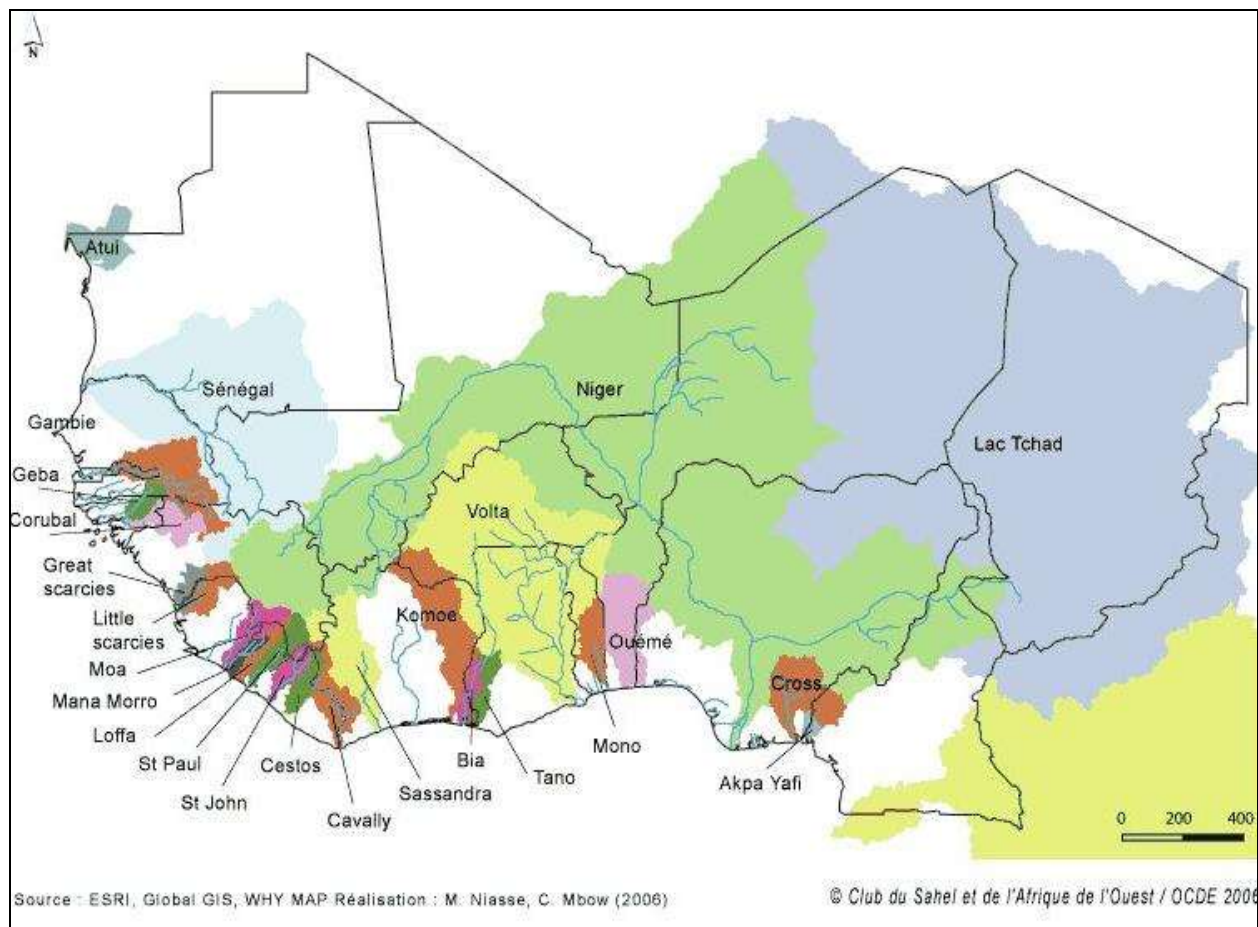 N
Atui
Sénégal
Niger
Gambie
Lac Tchad
Geba
Volta
Corubal
Great
scarcies
Little
scarcies
Komoe
Ouémé
Moa
Cross
Mana Morro
Loffa
St Paul
Cestos
Bia
Mono
Tano
Akpa Yafi
St John
Sassandra
Cavally
0 200 400
Source : ESRI, Global GIS, WHY MAP Réalisation : M. Niasse, C. Mbow (2006)
© Club du Sahel et de l'Afrique de l'Ouest / OCDE 2006